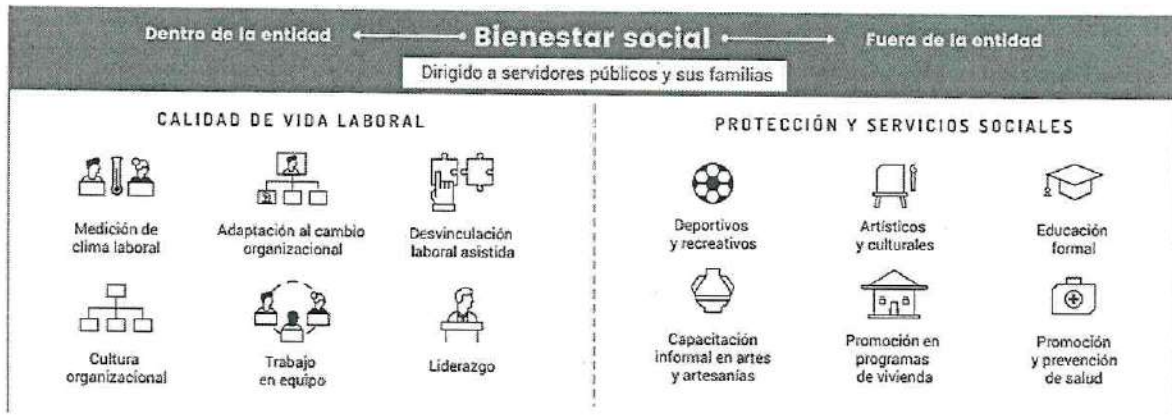 Dentro de la entidad
Bienestar social
Fuera de la entidad
Dirigido a servidores públicos y sus familias
CALIDAD DE VIDA LABORAL
Medición de
clima laboral
Adaptación al cambio
organizacional
Desvinculación
laboral asistida
Cultura
organizacional
Trabajo
en equipo
Liderazgo
PROTECCIÓN Y SERVICIOS SOCIALES
Deportivos
y recreativos
Artísticos
y culturales
Educación
formal
Capacitación
informal en artes
y artesanías
Promoción en
programas
de vivienda
Promoción
y prevención
de salud